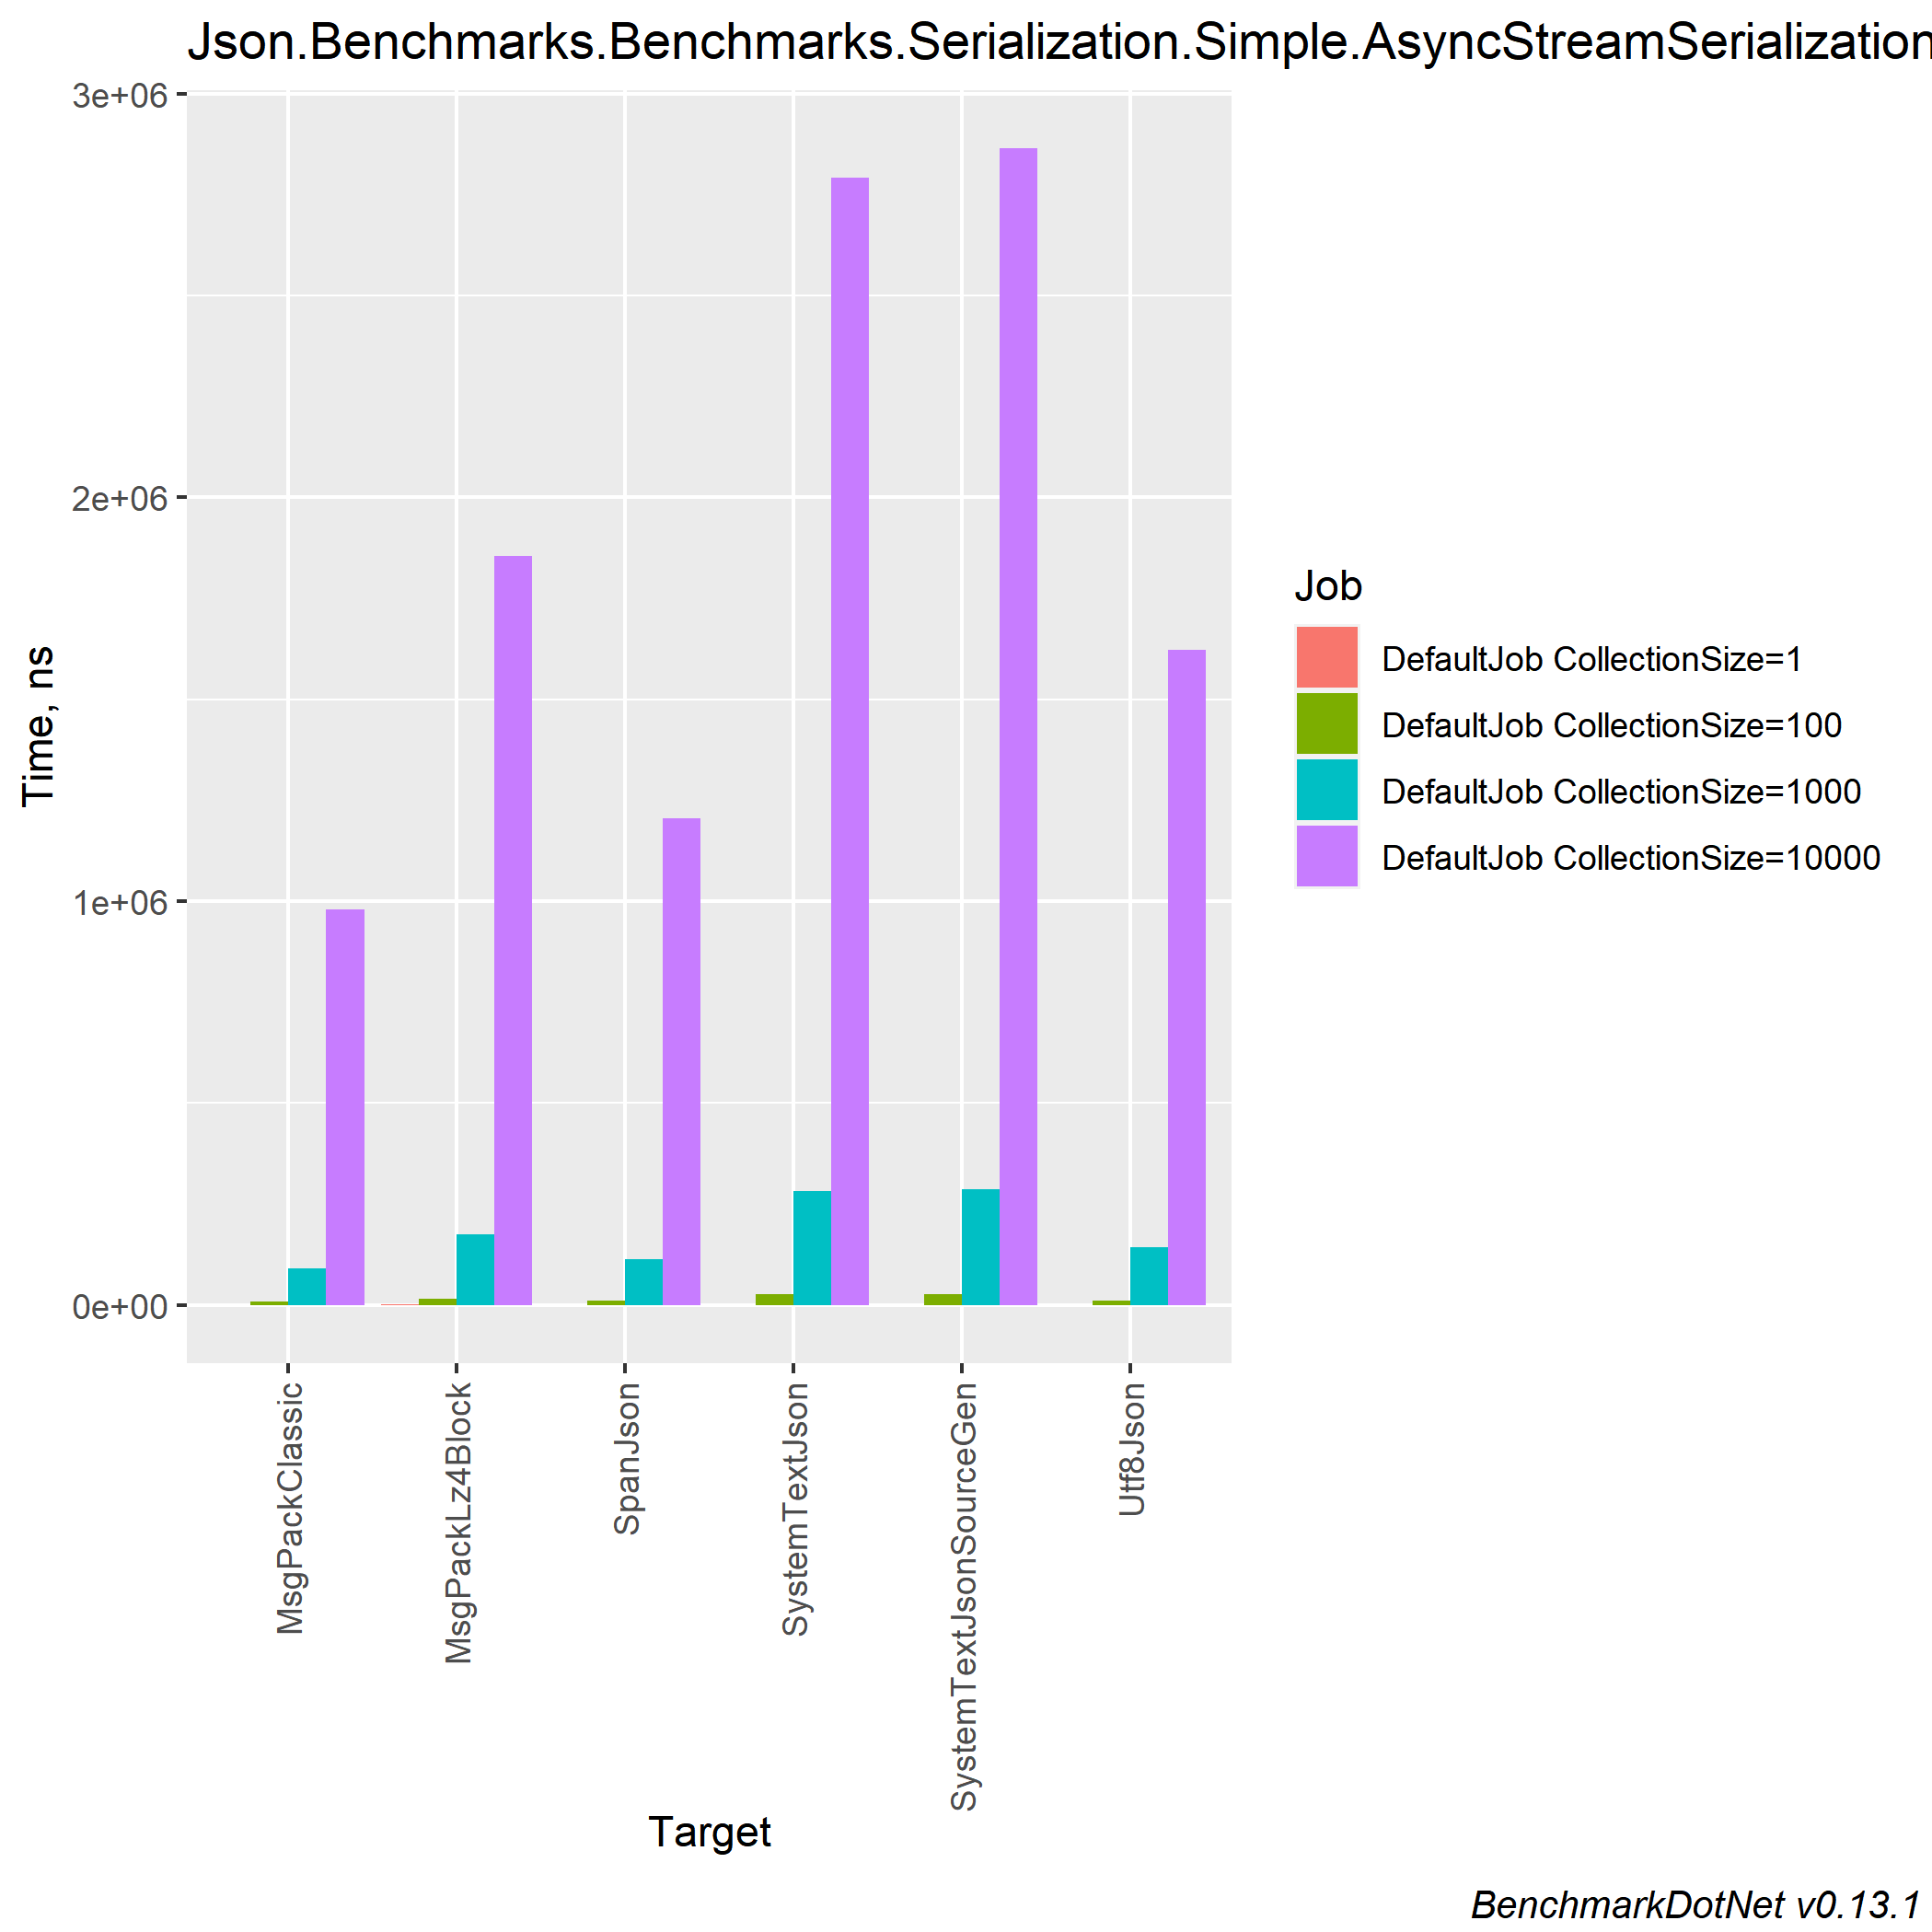 Json.Benchmarks.Benchmarks.Serialization.Simple.AsyncStreamSerialization
3e+06
2e+06
1e+06
0e+00
Time, ns
MsgPackClassic
MsgPackLz4Block
SpanJson
SystemTextJson
SystemTextJsonSourceGen
Utf8Json
Target
Job
DefaultJob CollectionSize=1
DefaultJob CollectionSize=100
DefaultJob CollectionSize=1000
DefaultJob CollectionSize=10000
BenchmarkDotNet v0.13.1